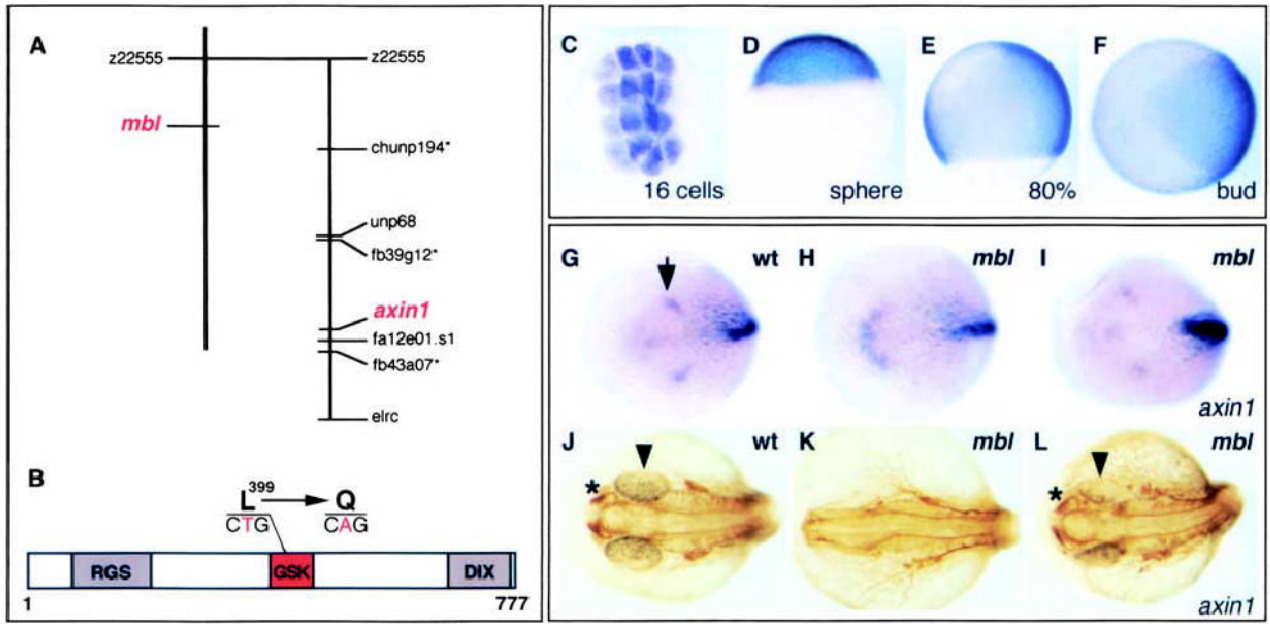 A
z22555
z22555
mbl
chunp194*
unp68
fb39g12*
axin1
fa12e01.s1
fb43a07*
elrc
B
L399 Q
CTG CAG
RGS GSK DIX
1 777
C D E F
16 cells sphere 80% bud
G wt H mbl I mbl
axin1
J wt K mbl L mbl
* *
axin1